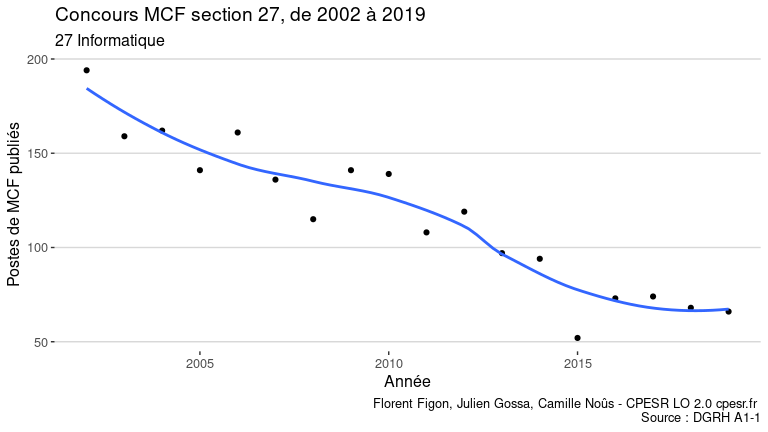 Concours MCF section 27, de 2002 à 2019
27 Informatique
Postes de MCF publiés
200
150
100
50
2005 2010 2015
Année
Florent Figon, Julien Gossa, Camille Noûs - CPESR LO 2.0 cpesr.fr
Source : DGRH A1-1